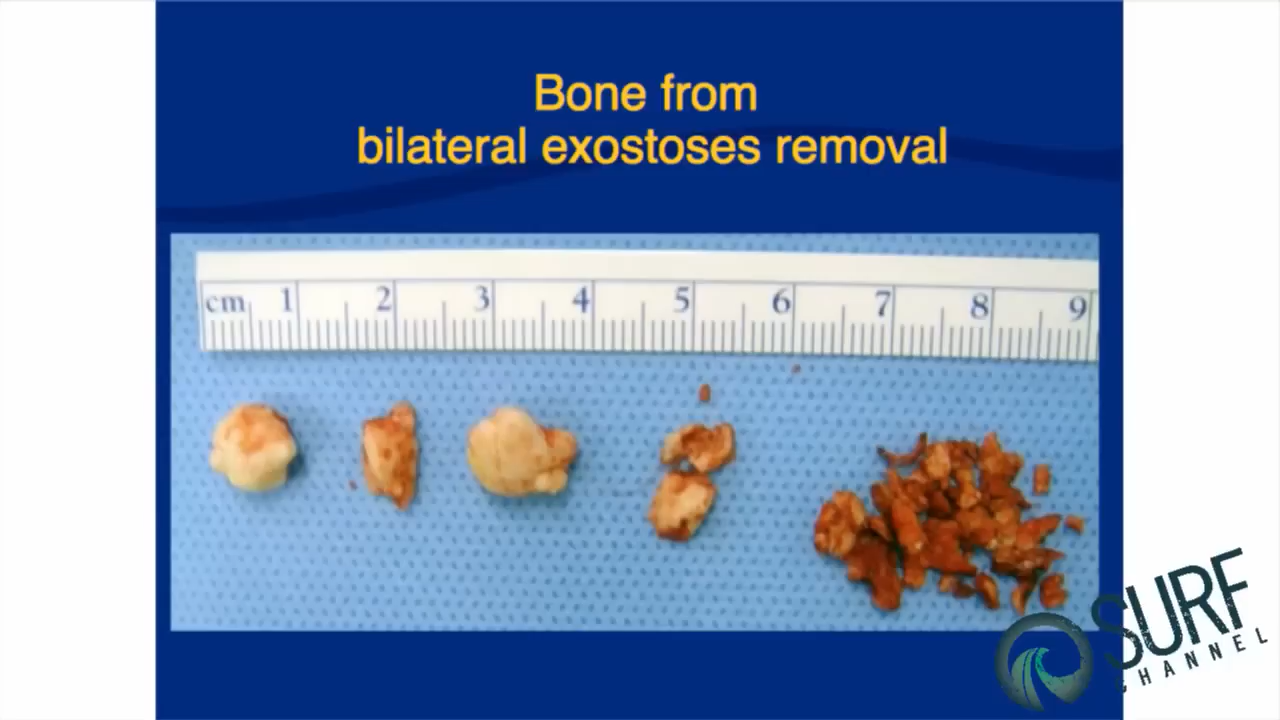 Bone from
bilateral exostoses removal
cm 1 2 3 4 5 6 7 8 9
SURF
CHANNEL